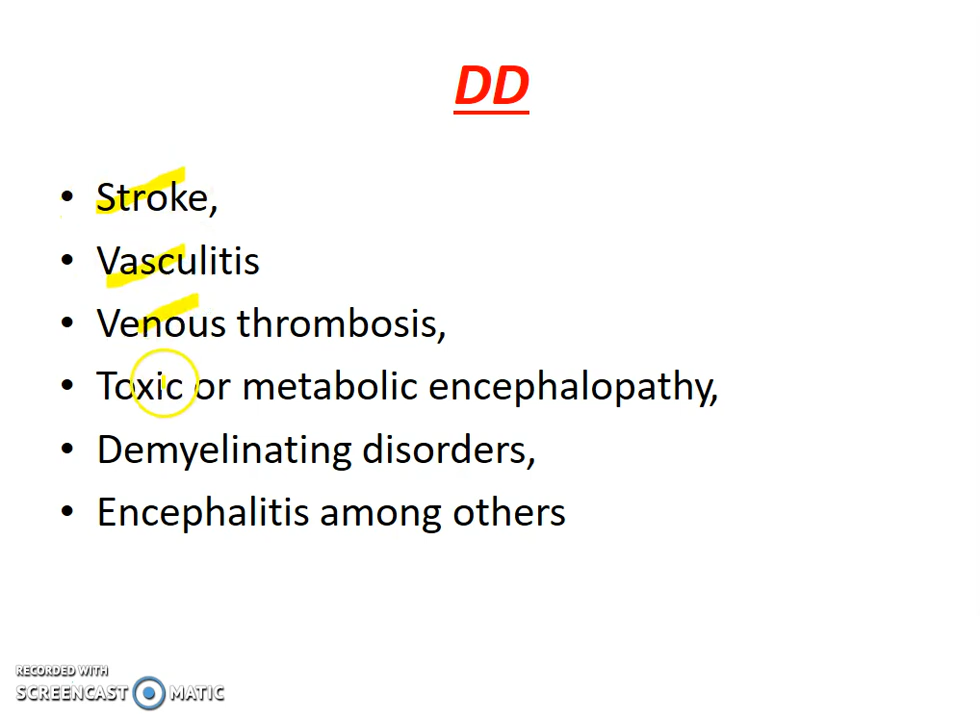 DD
• Stroke,
• Vasculitis
• Venous thrombosis,
• Toxic or metabolic encephalopathy,
• Demyelinating disorders,
• Encephalitis among others
RECORDED WITH
SCREENCAST MATIC